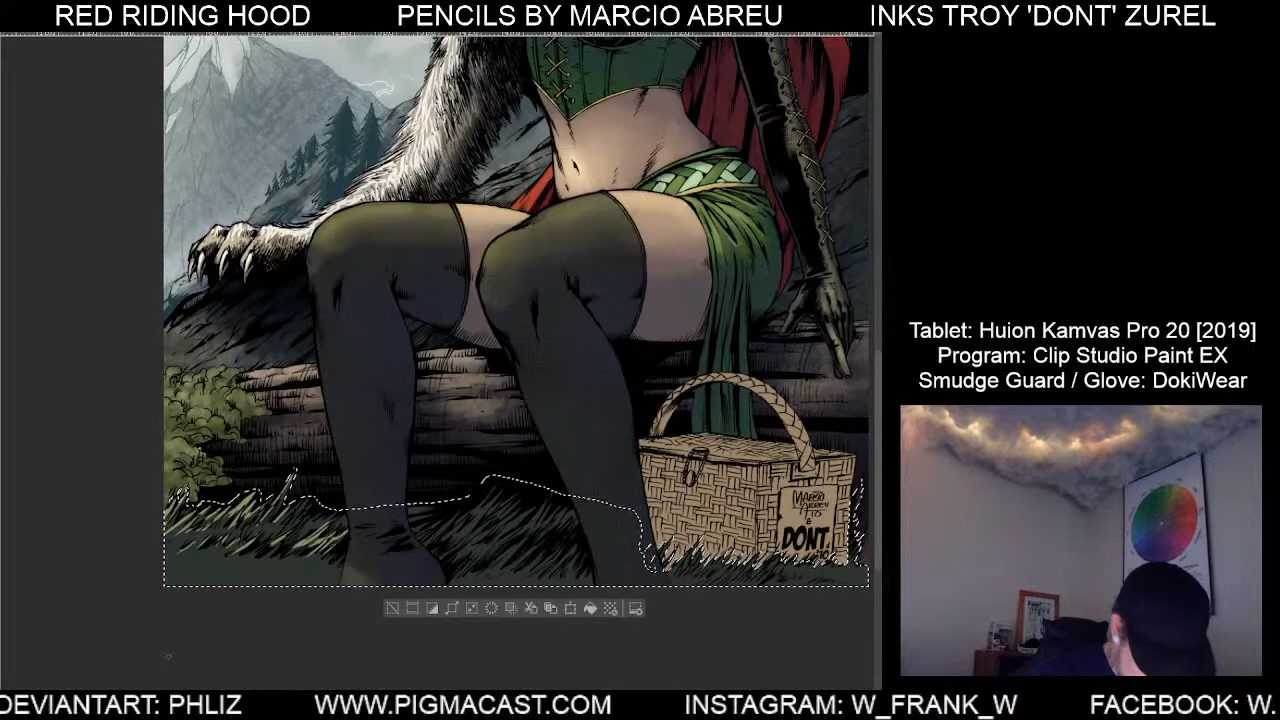 RED RIDING HOOD
PENCILS BY MARCIO ABREU
INKS TROY 'DONT' ZUREL
Tablet: Huion Kamvas Pro 20 [2019]
Program: Clip Studio Paint EX
Smudge Guard / Glove: DokiWear
MARCIO
ABREU
&
DONT.
DEVIANTART: PHLIZ
WWW.PIGMACAST.COM
INSTAGRAM: W_FRANK_W
FACEBOOK: W.